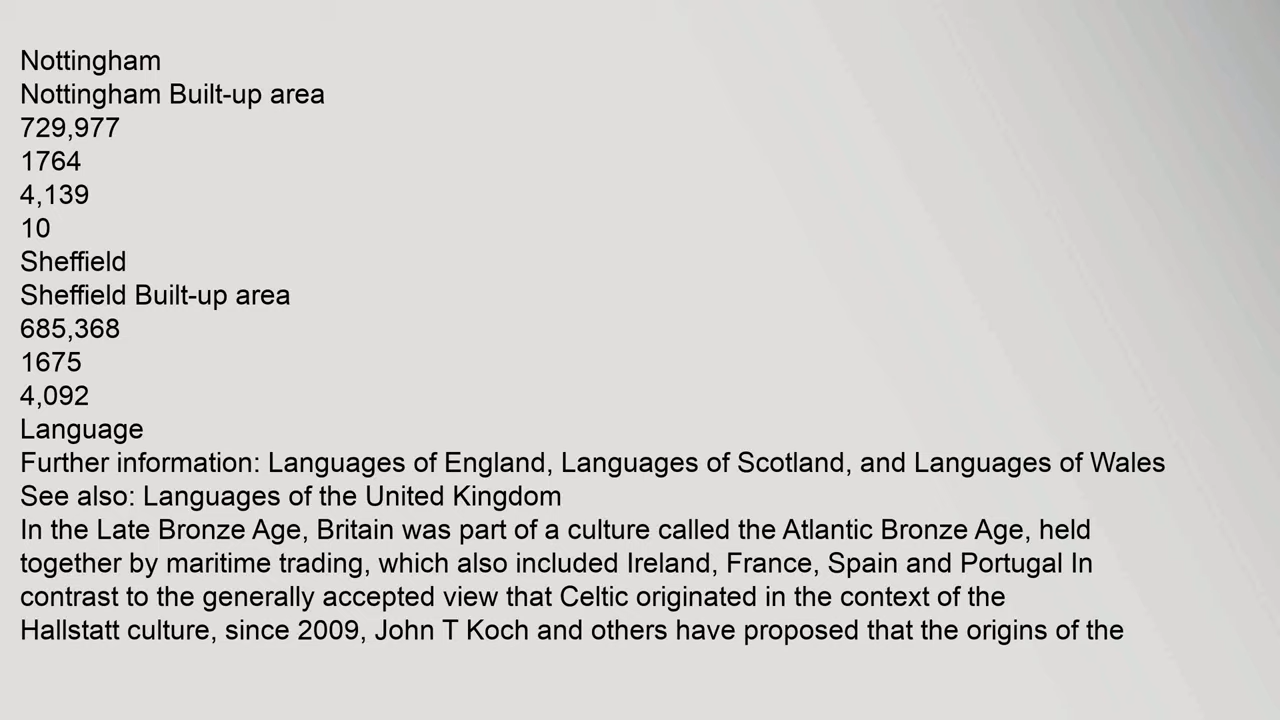 Nottingham
Nottingham Built-up area
729,977
1764
4,139
10
Sheffield
Sheffield Built-up area
685,368
1675
4,092
Language
Further information: Languages of England, Languages of Scotland, and Languages of Wales
See also: Languages of the United Kingdom
In the Late Bronze Age, Britain was part of a culture called the Atlantic Bronze Age, held
together by maritime trading, which also included Ireland, France, Spain and Portugal In
contrast to the generally accepted view that Celtic originated in the context of the
Hallstatt culture, since 2009, John T Koch and others have proposed that the origins of the